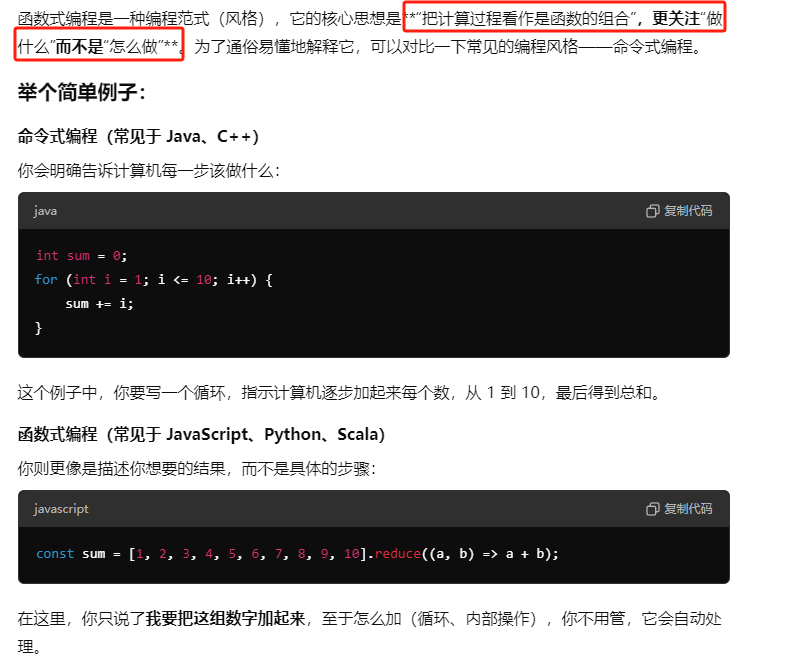 函数式编程是一种编程范式（风格），它的核心思想是**“把计算过程看作是函数的组合”，更关注“做
什么”而不是“怎么做”**。为了通俗易懂地解释它，可以对比一下常见的编程风格——命令式编程。
举个简单例子：
命令式编程（常见于 Java、C++）
你会明确告诉计算机每一步该做什么：
java 复制代码
int sum = 0;
for (int i = 1; i <= 10; i++) {
    sum += i;
}
这个例子中，你要写一个循环，指示计算机逐步加起来每个数，从 1 到 10，最后得到总和。
函数式编程（常见于 JavaScript、Python、Scala）
你则更像是描述你想要的结果，而不是具体的步骤：
javascript 复制代码
const sum = [1, 2, 3, 4, 5, 6, 7, 8, 9, 10].reduce((a, b) => a + b);
在这里，你只说了我要把这组数字加起来，至于怎么加（循环、内部操作），你不用管，它会自动处
理。